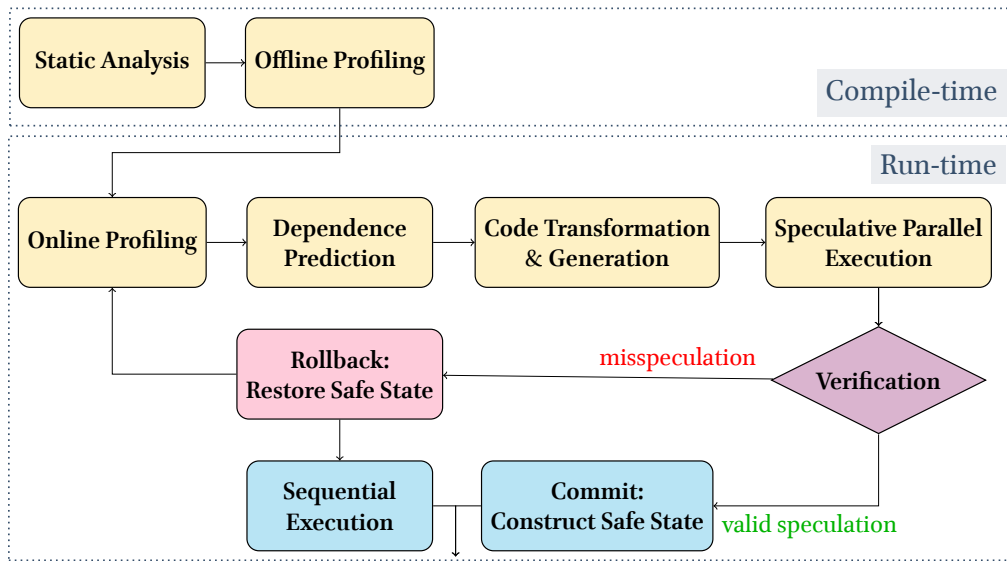 Static Analysis
Offline Profiling
Compile-time
Run-time
Online Profiling
Dependence
Prediction
Code Transformation
& Generation
Speculative Parallel
Execution
Rollback:
Restore Safe State
misspeculation
Verification
Sequential
Execution
Commit:
Construct Safe State
valid speculation